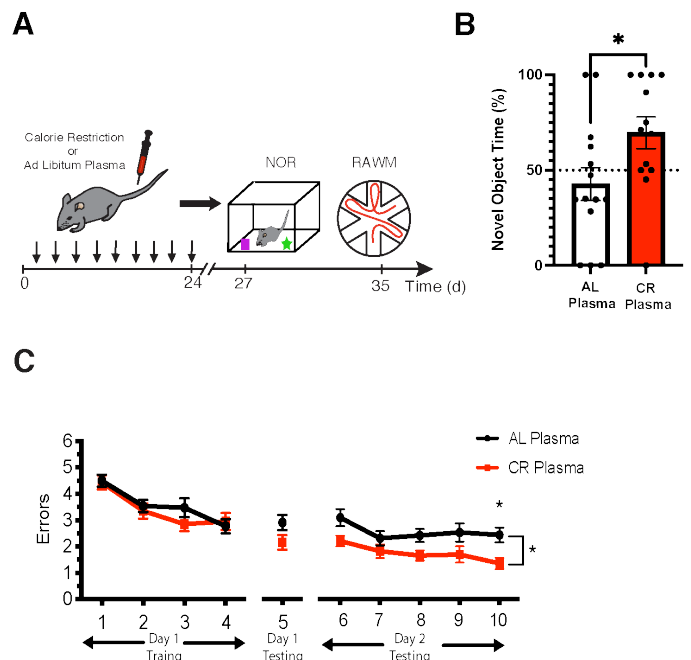 A
Calorie Restriction
or
Ad Libitum Plasma
NOR
RAWM
0
24
27
35
Time (d)
B
*
Novel Object Time (%)
100
50
0
AL
Plasma
CR
Plasma
C
Errors
6
5
4
3
2
1
0
AL Plasma
CR Plasma
*
*
1 2 3 4 5 6 7 8 9 10
Day 1
Traing
Day 1
Testing
Day 2
Testing